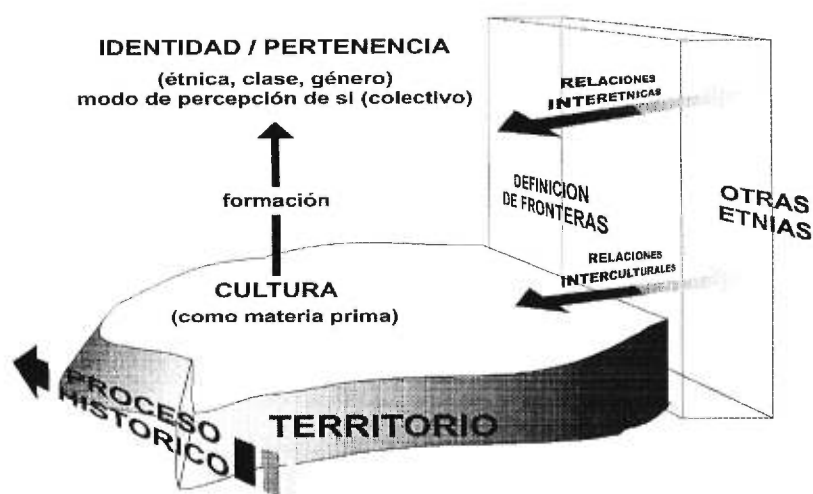 IDENTIDAD / PERTENENCIA
(étnica, clase, género)
modo de percepción de si (colectivo)
formación
CULTURA
(como materia prima)
RELACIONES
INTERETNICAS
DEFINICION
DE FRONTERAS
OTRAS
ETNIAS
RELACIONES
INTERCULTURALES
PROCESO
HISTORICO
TERRITORIO